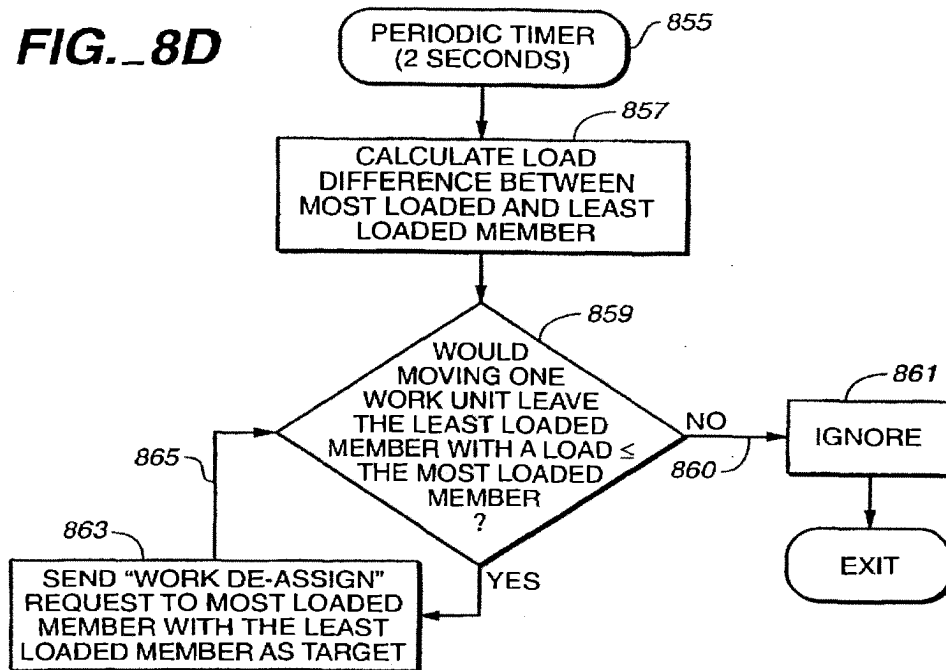 FIG._8D
PERIODIC TIMER
(2 SECONDS)
855
857
CALCULATE LOAD
DIFFERENCE BETWEEN
MOST LOADED AND LEAST
LOADED MEMBER
859
WOULD
MOVING ONE
WORK UNIT LEAVE
THE LEAST LOADED
MEMBER WITH A LOAD ≤
THE MOST LOADED
MEMBER
?
NO
860
861
IGNORE
EXIT
YES
865
863
SEND “WORK DE-ASSIGN”
REQUEST TO MOST LOADED
MEMBER WITH THE LEAST
LOADED MEMBER AS TARGET